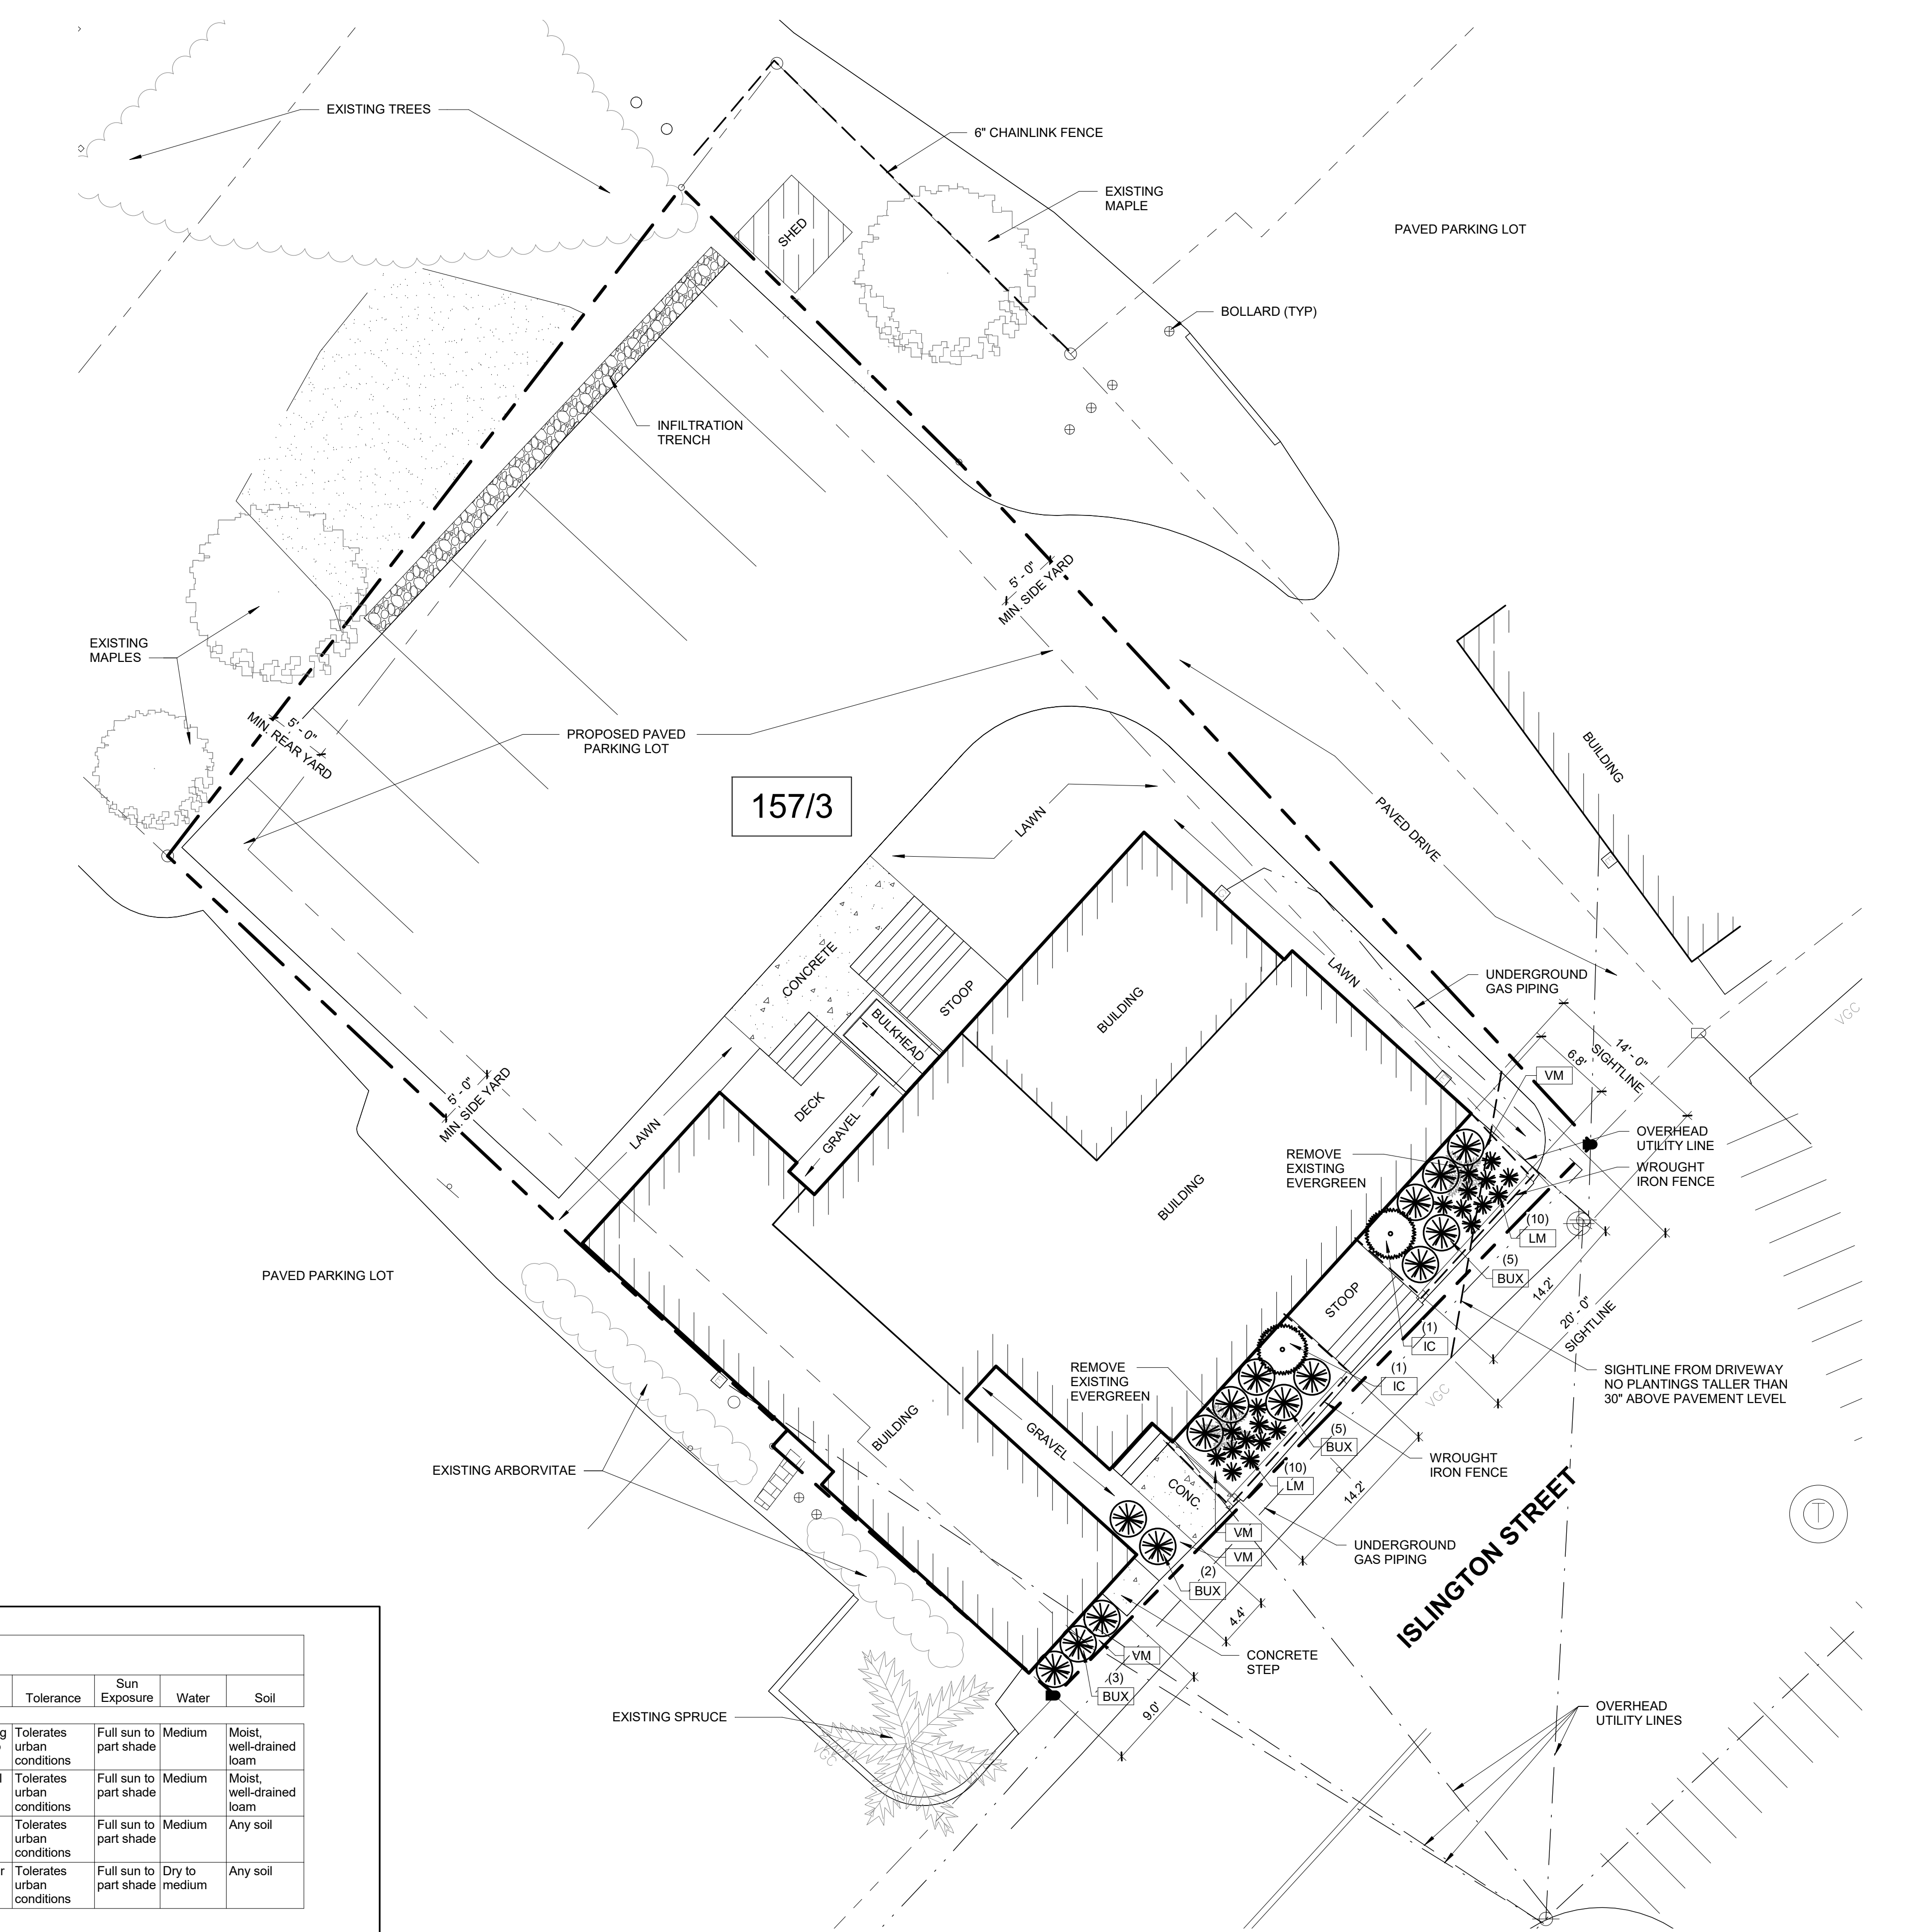 EXISTING TREES
6" CHAINLINK FENCE
EXISTING
MAPLE
PAVED PARKING LOT
SHED
BOLLARD (TYP)
INFILTRATION
TRENCH
5' - 0"
MIN. SIDE YARD
EXISTING
MAPLES
5' - 0"
MIN. REAR YARD
PROPOSED PAVED
PARKING LOT
BUILDING
157/3
LAWN
PAVED DRIVE
CONCRETE
STOOP
BULKHEAD
BUILDING
LAWN
UNDERGROUND
GAS PIPING
VGC
14' - 0"
SIGHTLINE
6.8'
VM
5' - 0"
MIN. SIDE YARD
DECK
GRAVEL
LAWN
OVERHEAD
UTILITY LINE
REMOVE
EXISTING
EVERGREEN
WROUGHT
IRON FENCE
BUILDING
(10)
LM
(5)
BUX
PAVED PARKING LOT
STOOP
14.2'
20' - 0"
SIGHTLINE
(1)
IC
REMOVE
EXISTING
EVERGREEN
(1)
IC
SIGHTLINE FROM DRIVEWAY
NO PLANTINGS TALLER THAN
30" ABOVE PAVEMENT LEVEL
VGC
BUILDING
GRAVEL
(5)
BUX
WROUGHT
IRON FENCE
EXISTING ARBORVITAE
(10)
LM
CONC.
14.2'
ISLINGTON STREET
T
VM
UNDERGROUND
GAS PIPING
VM
(2)
BUX
4.4'
VM
CONCRETE
STEP
(3)
BUX
9.0'
EXISTING SPRUCE
OVERHEAD
UTILITY LINES
Tolerance Sun Exposure Water Soil
Tolerates urban conditions Full sun to part shade Medium Moist, well-drained loam
Tolerates urban conditions Full sun to part shade Medium Moist, well-drained loam
Tolerates urban conditions Full sun to part shade Medium Any soil
Tolerates urban conditions Full sun to part shade Dry to medium Any soil